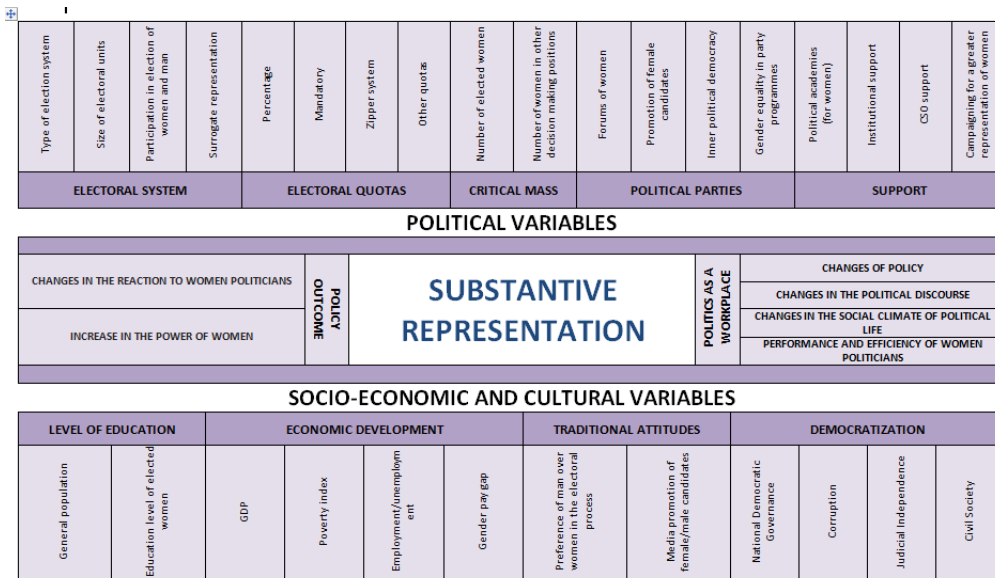 Type of election system
Size of electoral units
Participation in election of
women and man
Surrogate representation
Percentage
Mandatory
Zipper system
Other quotas
Number of elected women
Number of women in other
decision making positions
Forums of women
Promotion of female
candidates
Inner political democracy
Gender equality in party
programmes
Political academies
(for women)
Institutional support
CSO support
Campaigning for a greater
representation of women
ELECTORAL SYSTEM
ELECTORAL QUOTAS
CRITICAL MASS
POLITICAL PARTIES
SUPPORT
POLITICAL VARIABLES
CHANGES IN THE REACTION TO WOMEN POLITICIANS
INCREASE IN THE POWER OF WOMEN
POLICY
OUTCOME
SUBSTANTIVE
REPRESENTATION
POLITICS AS A
WORKPLACE
CHANGES OF POLICY
CHANGES IN THE POLITICAL DISCOURSE
CHANGES IN THE SOCIAL CLIMATE OF POLITICAL
LIFE
PERFORMANCE AND EFFICIENCY OF WOMEN
POLITICIANS
SOCIO-ECONOMIC AND CULTURAL VARIABLES
LEVEL OF EDUCATION
ECONOMIC DEVELOPMENT
TRADITIONAL ATTITUDES
DEMOCRATIZATION
General population
Education level of elected
women
GDP
Poverty index
Employment/unemploym
ent
Gender pay gap
Preference of man over
women in the electoral
process
Media promotion of
female/male candidates
National Democratic
Governance
Corruption
Judicial Independence
Civil Society